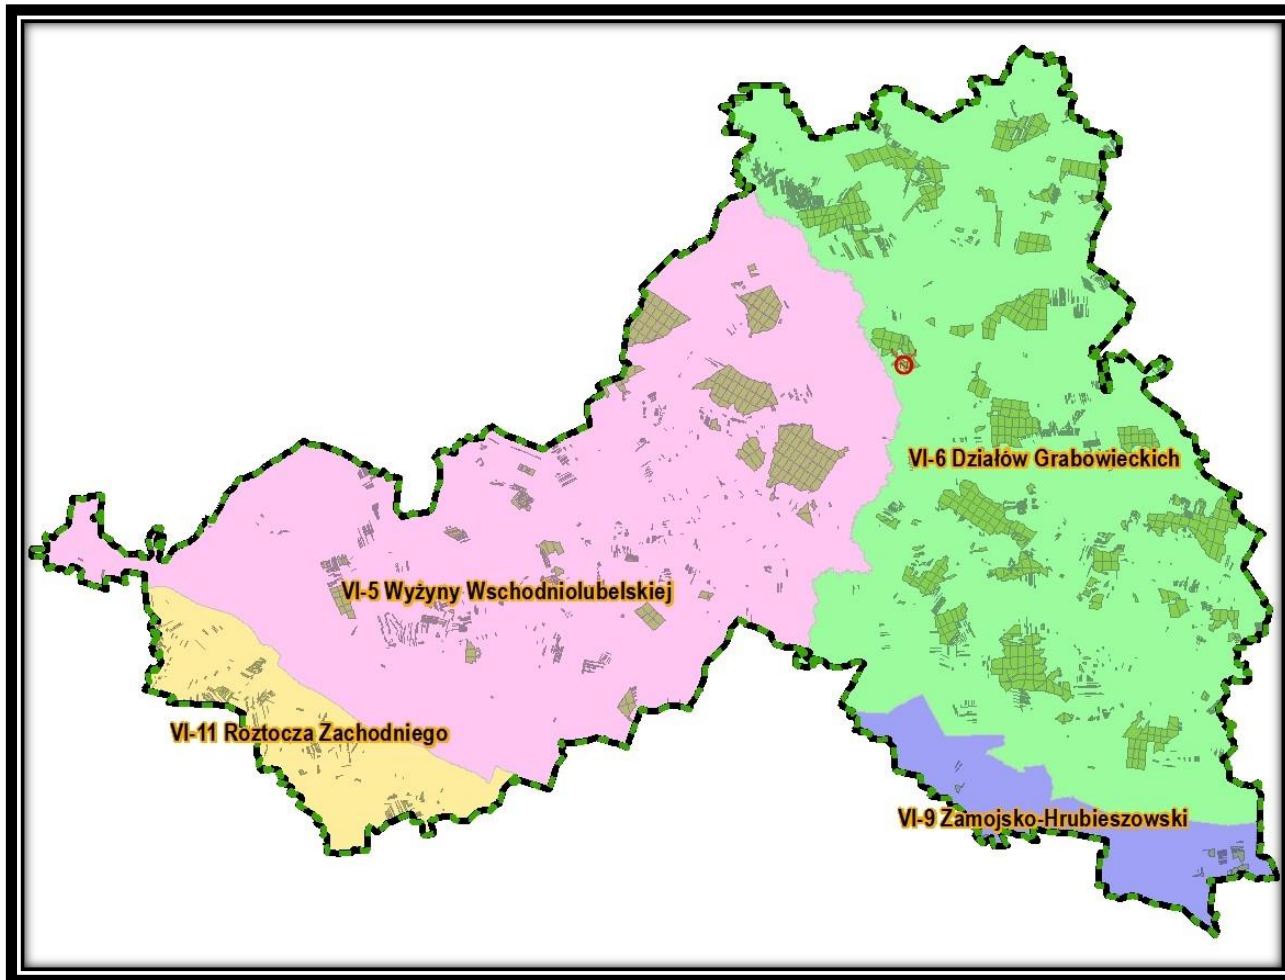 VI-6 Działów Grabowieckich
VI-5 Wyżyny Wschodniolubelskiej
VI-11 Roztocza Zachodniego
VI-9 Zamojsko-Hrubieszowski